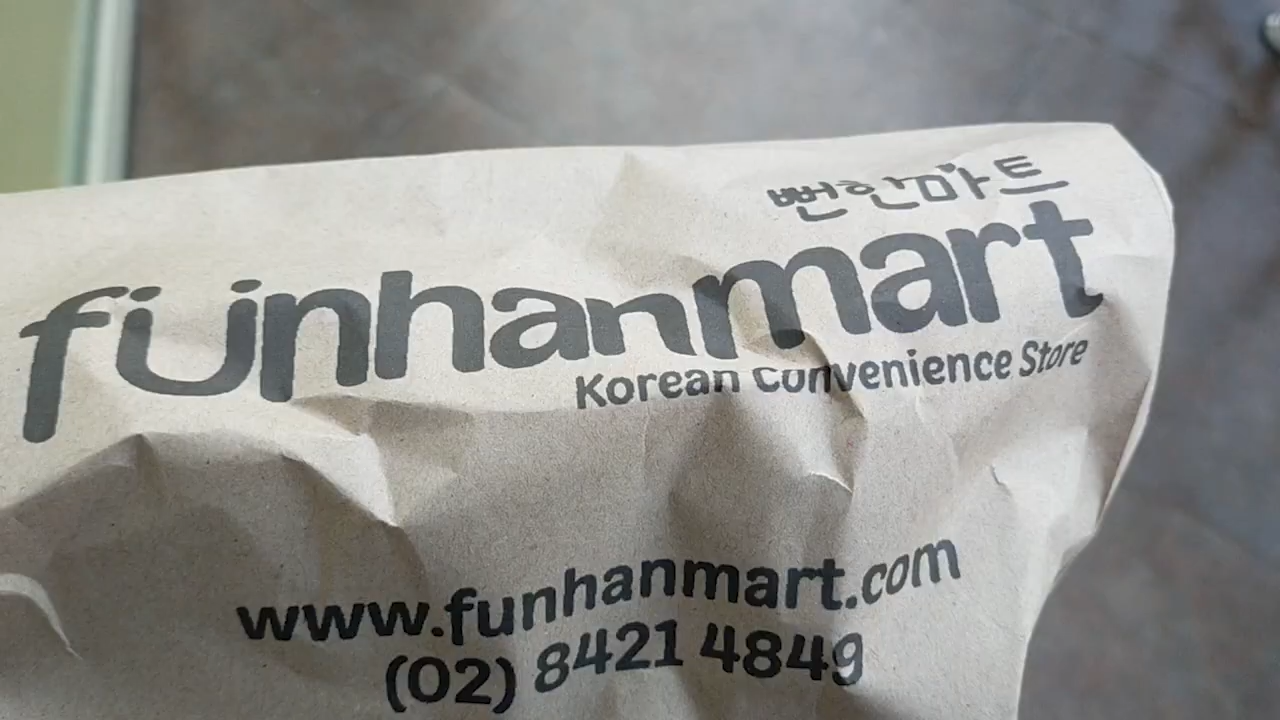 뻔한마트
funhanmart
Korean Convenience Store
www.funhanmart.com
(02) 8421 4849